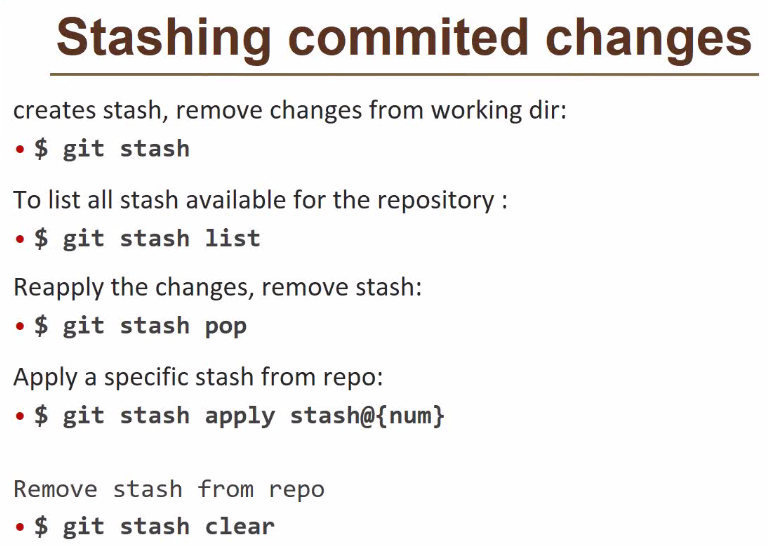 Stashing commited changes
creates stash, remove changes from working dir:
• $ git stash
To list all stash available for the repository :
• $ git stash list
Reapply the changes, remove stash:
• $ git stash pop
Apply a specific stash from repo:
• $ git stash apply stash@{num}
Remove stash from repo
• $ git stash clear